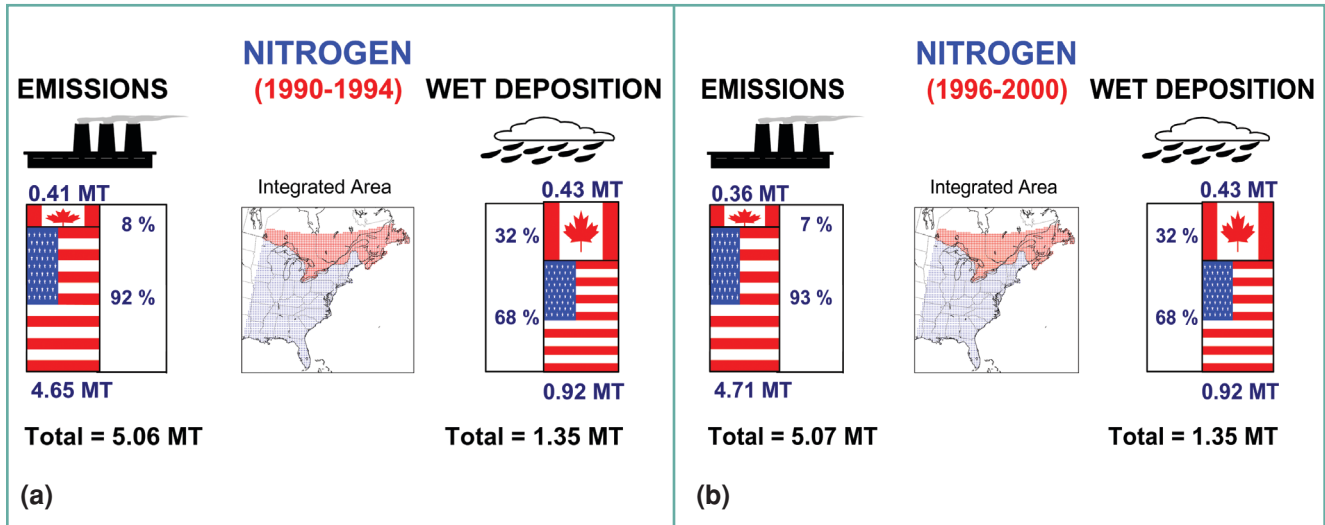 NITROGEN
EMISSIONS (1990-1994) WET DEPOSITION
0.41 MT Integrated Area 0.43 MT
8 % 32 %
92 % 68 %
4.65 MT 0.92 MT
Total = 5.06 MT Total = 1.35 MT
(a)
NITROGEN
EMISSIONS (1996-2000) WET DEPOSITION
0.36 MT Integrated Area 0.43 MT
7 % 32 %
93 % 68 %
4.71 MT 0.92 MT
Total = 5.07 MT Total = 1.35 MT
(b)